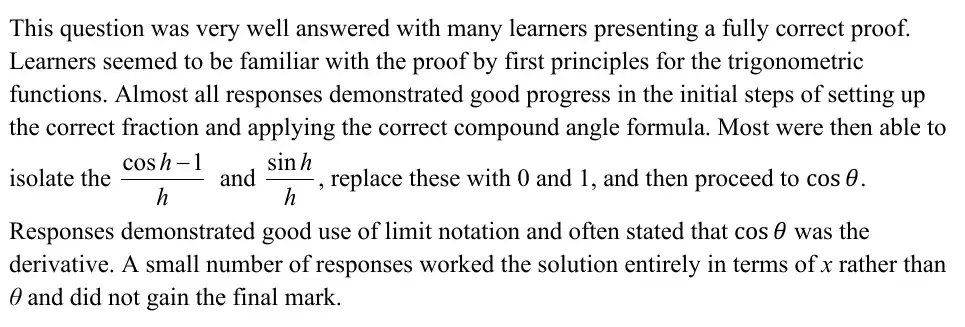 This question was very well answered with many learners presenting a fully correct proof.
Learners seemed to be familiar with the proof by first principles for the trigonometric
functions. Almost all responses demonstrated good progress in the initial steps of setting up
the correct fraction and applying the correct compound angle formula. Most were then able to
isolate the (cos h − 1)/h and (sin h)/h, replace these with 0 and 1, and then proceed to cos θ.
Responses demonstrated good use of limit notation and often stated that cos θ was the
derivative. A small number of responses worked the solution entirely in terms of x rather than
θ and did not gain the final mark.